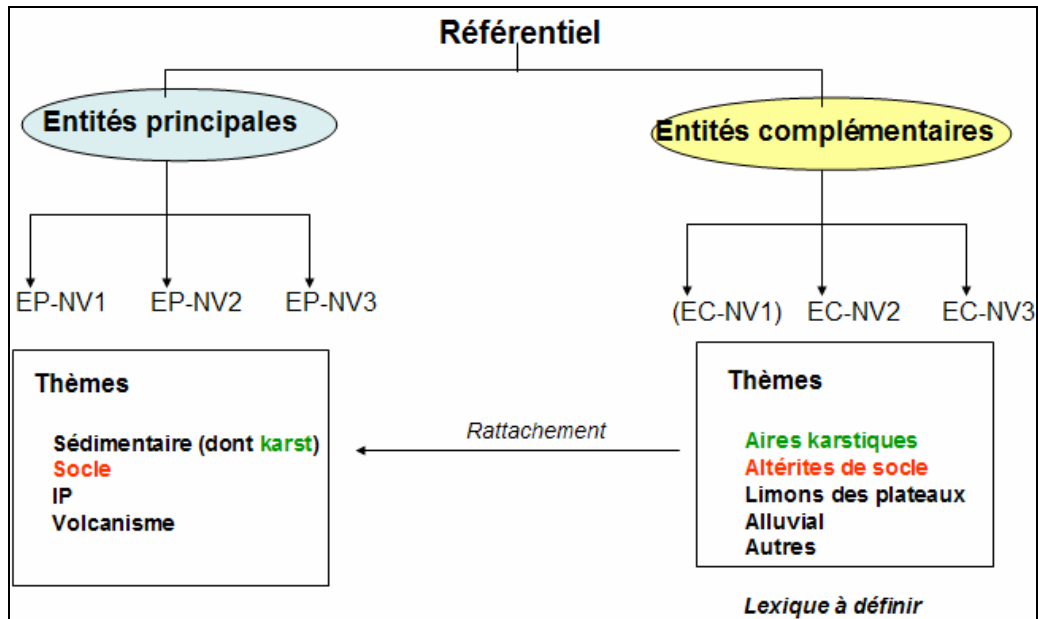 Référentiel
Entités principales
Entités complémentaires
EP-NV1 EP-NV2 EP-NV3
(EC-NV1) EC-NV2 EC-NV3
Thèmes
Sédimentaire (dont karst)
Socle
IP
Volcanisme
Rattachement
Thèmes
Aires karstiques
Altérites de socle
Limons des plateaux
Alluvial
Autres
Lexique à définir